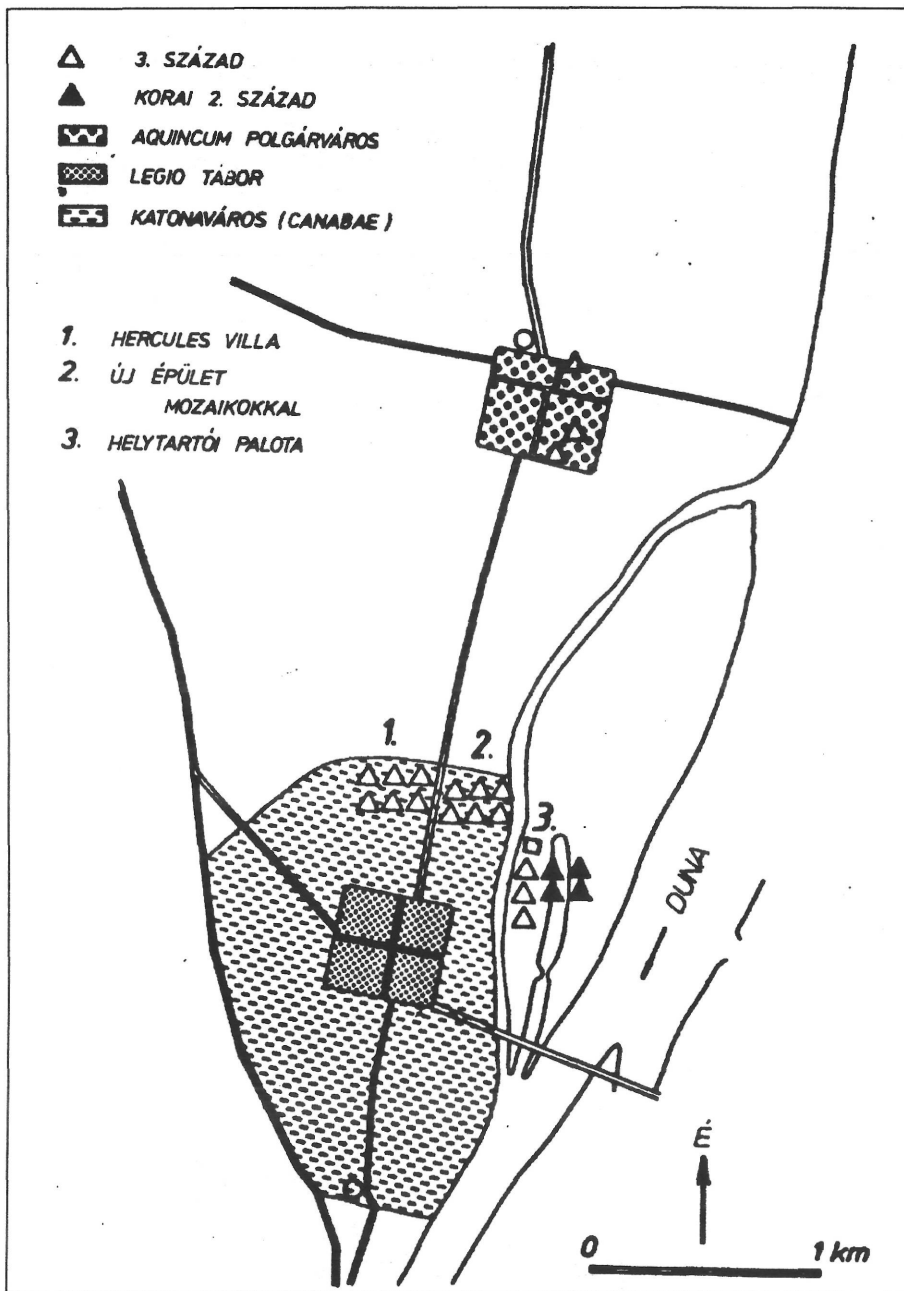 3. SZÁZAD
KORAI 2. SZÁZAD
AQUINCUM POLGÁRVÁROS
LEGIO TÁBOR
KATONAVÁROS (CANABAE)
1. HERCULES VILLA
2. ÚJ ÉPÜLET
MOZAIKOKKAL
3. HELYTARTÓI PALOTA
1.
2.
3.
DUNA
É
0
1 km